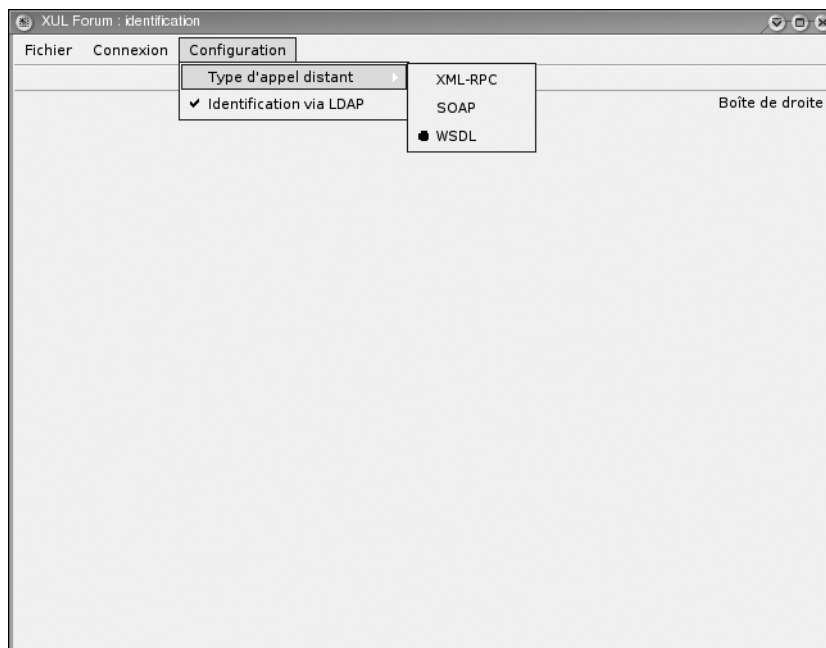 XUL Forum : identification
Fichier Connexion Configuration
Type d'appel distant
Identification via LDAP
XML-RPC
SOAP
WSDL
Boîte de droite